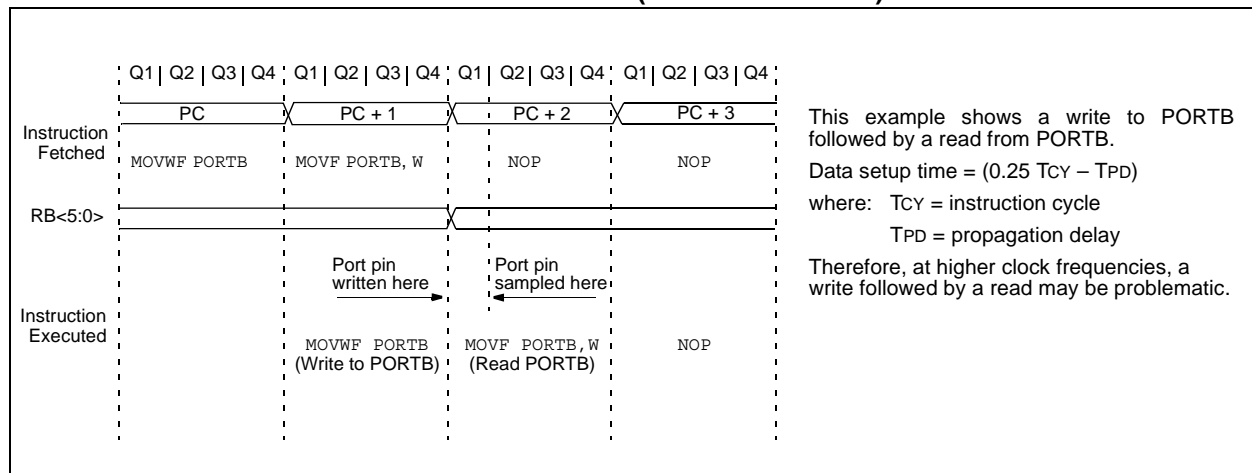 Q1 | Q2 | Q3 | Q4 Q1 | Q2 | Q3 | Q4 Q1 | Q2 | Q3 | Q4 Q1 | Q2 | Q3 | Q4
PC PC + 1 PC + 2 PC + 3
Instruction
Fetched
MOVWF PORTB MOVF PORTB, W NOP NOP
RB<5:0>
Port pin
written here
Port pin
sampled here
Instruction
Executed
MOVWF PORTB
(Write to PORTB)
MOVF PORTB,W
(Read PORTB)
NOP
This example shows a write to PORTB
followed by a read from PORTB.
Data setup time = (0.25 TCY – TPD)
where: TCY = instruction cycle
TPD = propagation delay
Therefore, at higher clock frequencies, a
write followed by a read may be problematic.